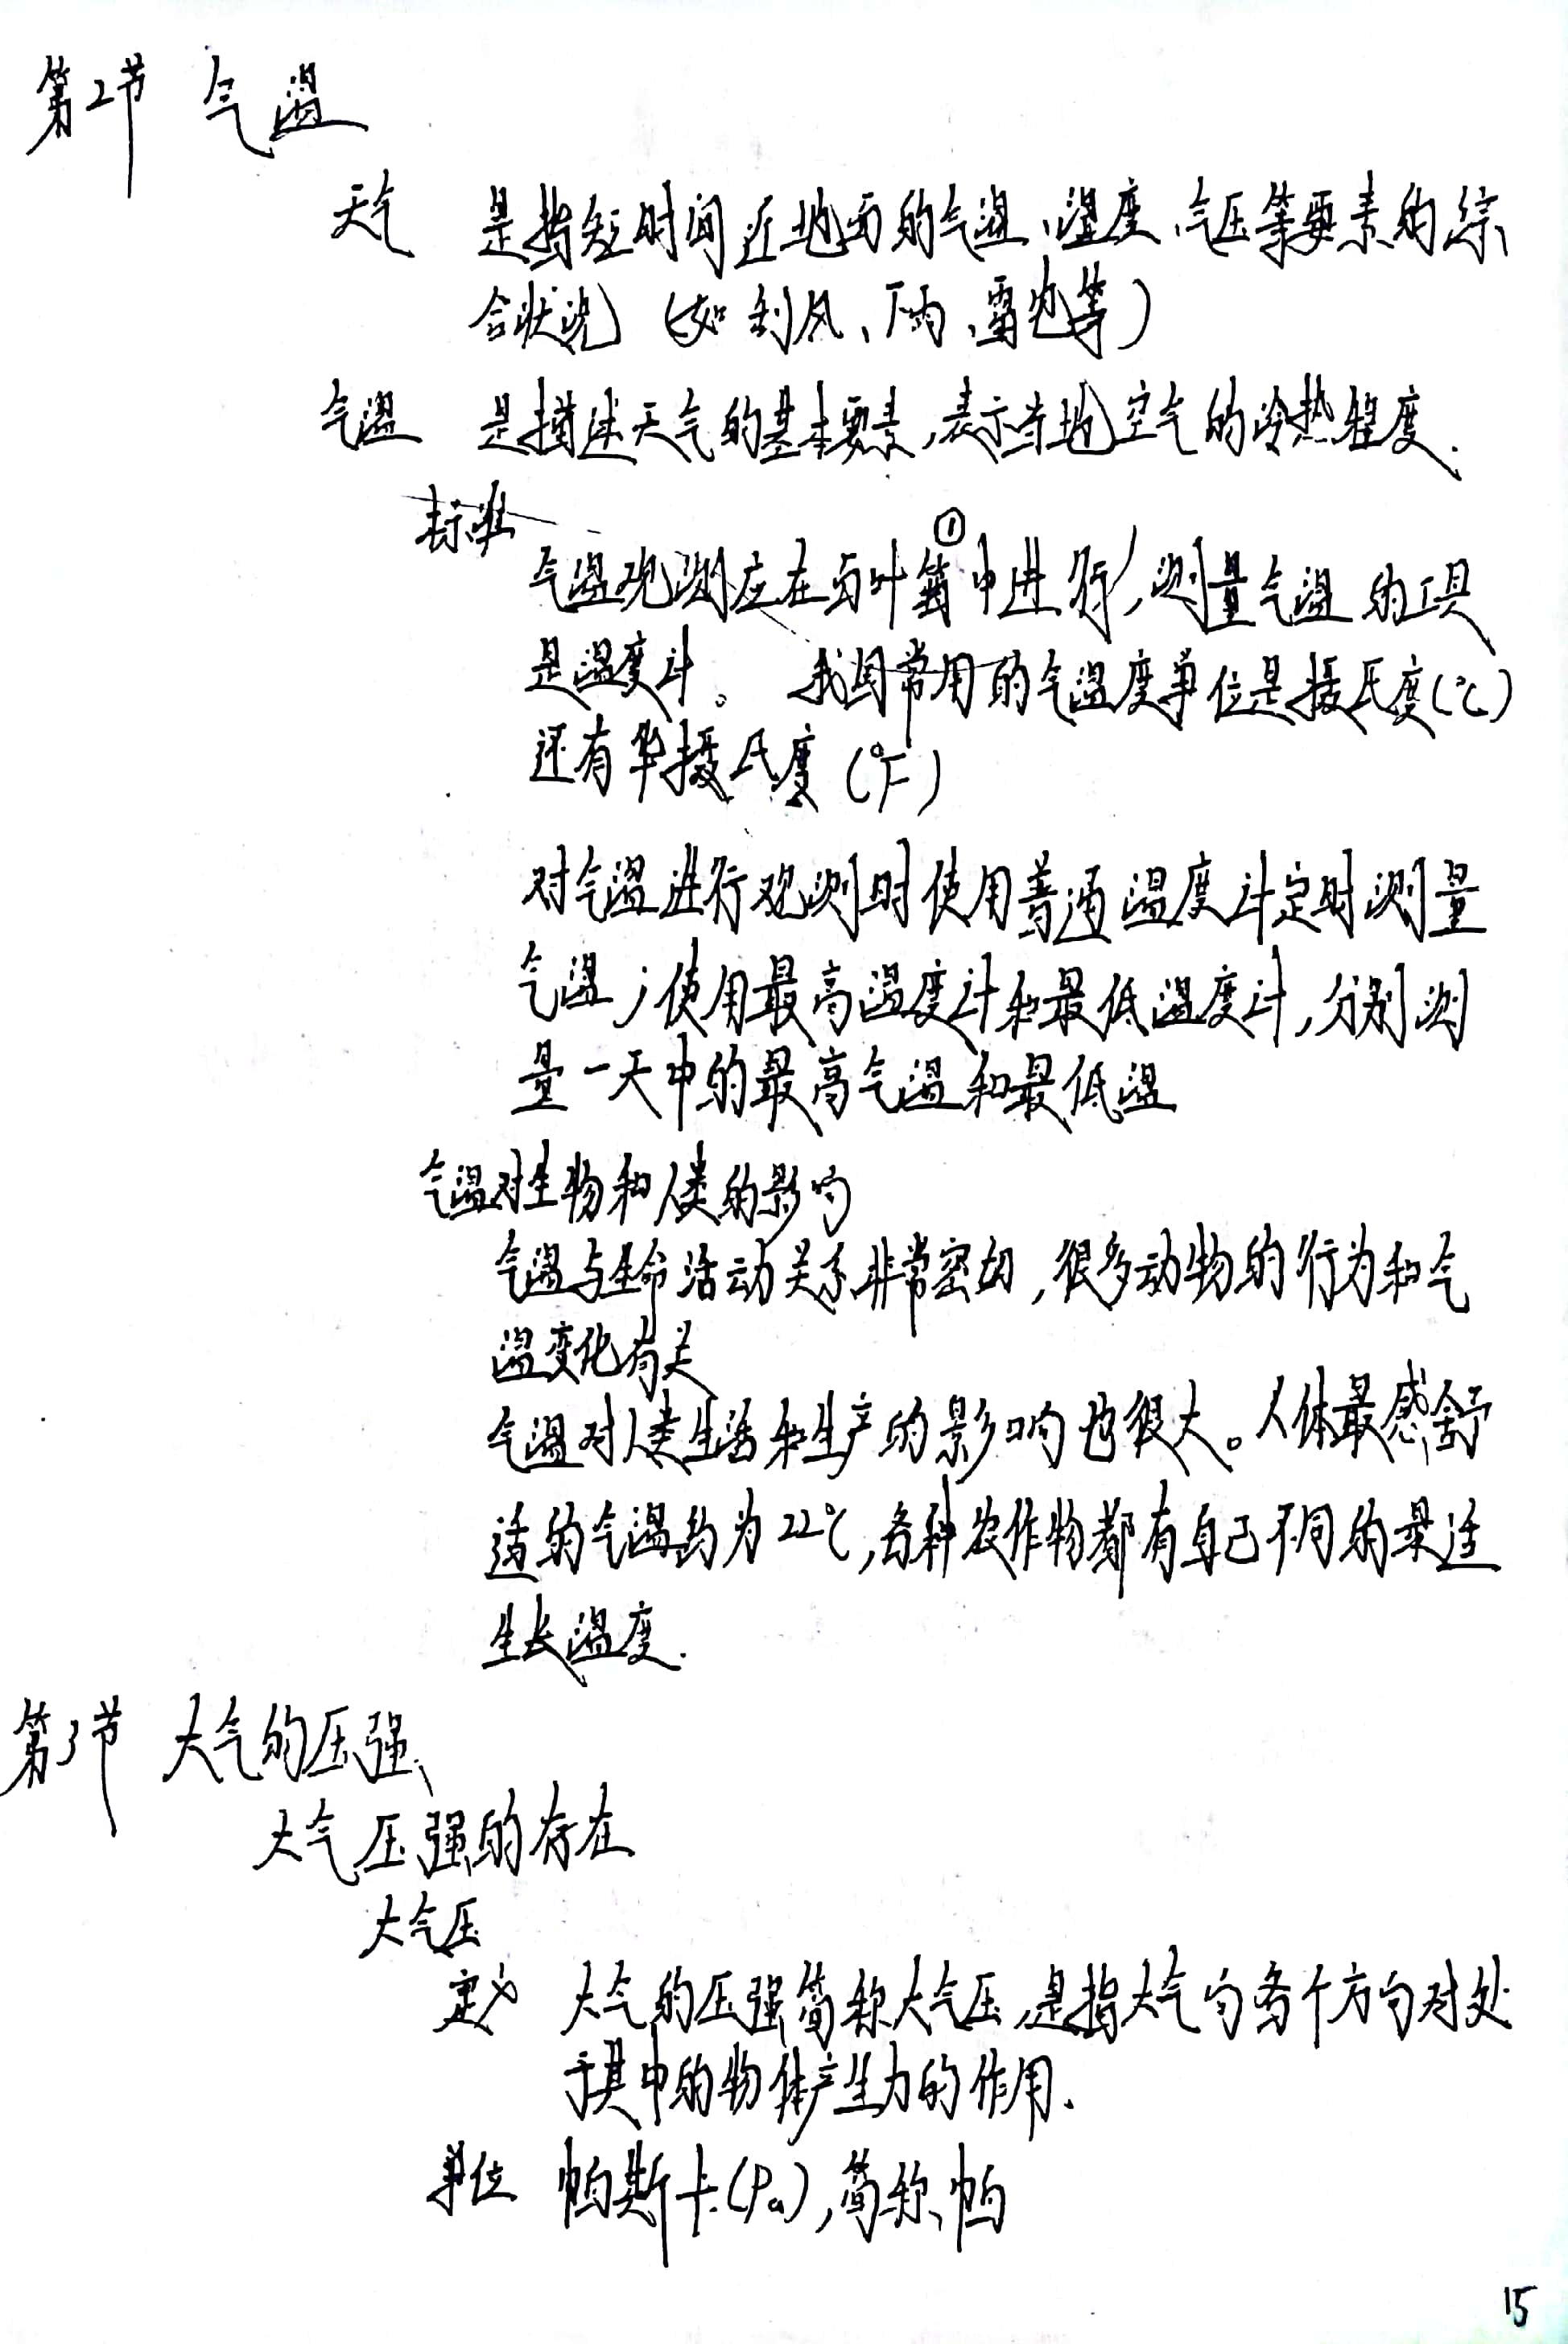 第2节 气温
天气 是指短时间近地面的气温、湿度、气压等要素的综
合状况（如刮风、下雨、雷电等）
气温 是描述天气的基本要素，表示当地空气的冷热程度．
标准
①
气温观测应在百叶箱中进行，测量气温的工具
是温度计。 我国常用的气温度单位是摄氏度（℃）
还有华摄氏度（℉）
对气温进行观测时使用普通温度计定时测量
气温；使用最高温度计和最低温度计，分别测
量一天中的最高气温和最低温
气温对生物和人类的影响
气温与生命活动关系非常密切，很多动物的行为和气
温变化有关
气温对人类生活和生产的影响也很大。人体最感舒
适的气温约为22℃，各种农作物都有自己不同的最适
生长温度．
第3节 大气的压强
大气压强的存在
大气压
定义 大气的压强简称大气压，是指大气向各个方向对处
于其中的物体产生力的作用．
单位 帕斯卡（Pa），简称帕
15